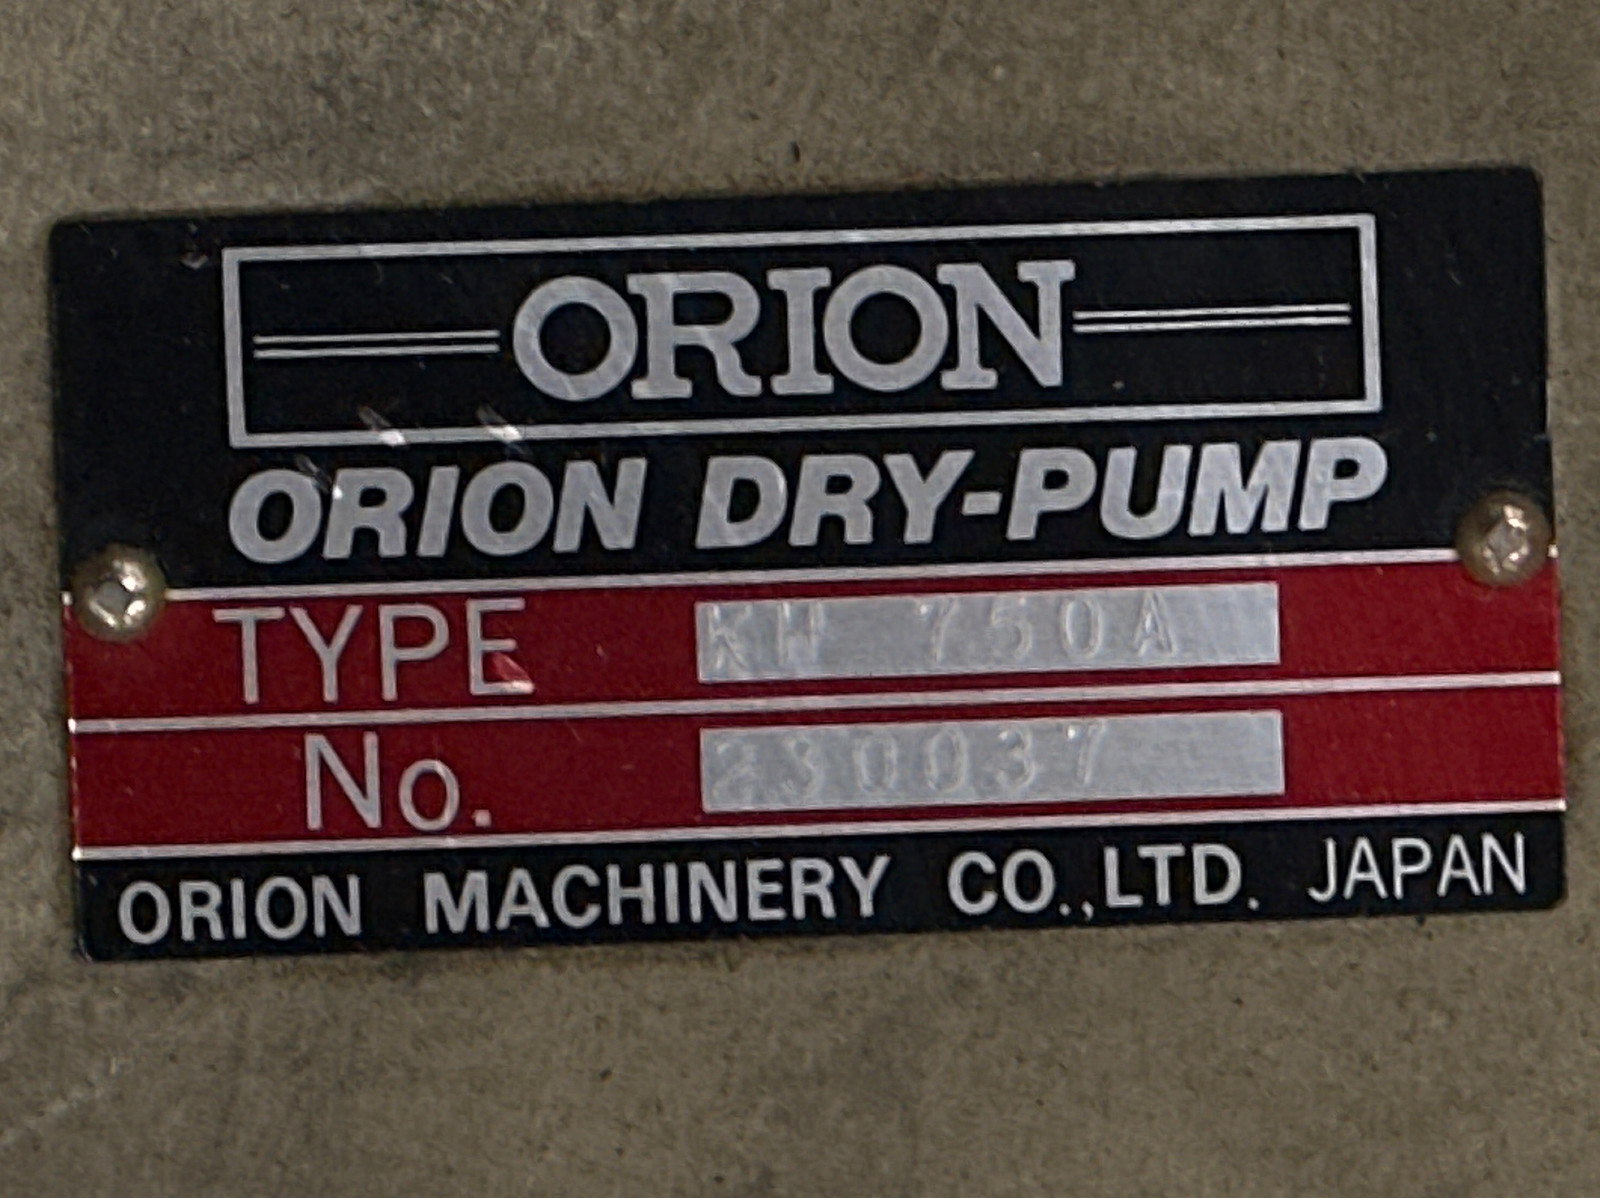 ORION
ORION DRY-PUMP
TYPE KH 750A
No. 230037
ORION MACHINERY CO.,LTD. JAPAN